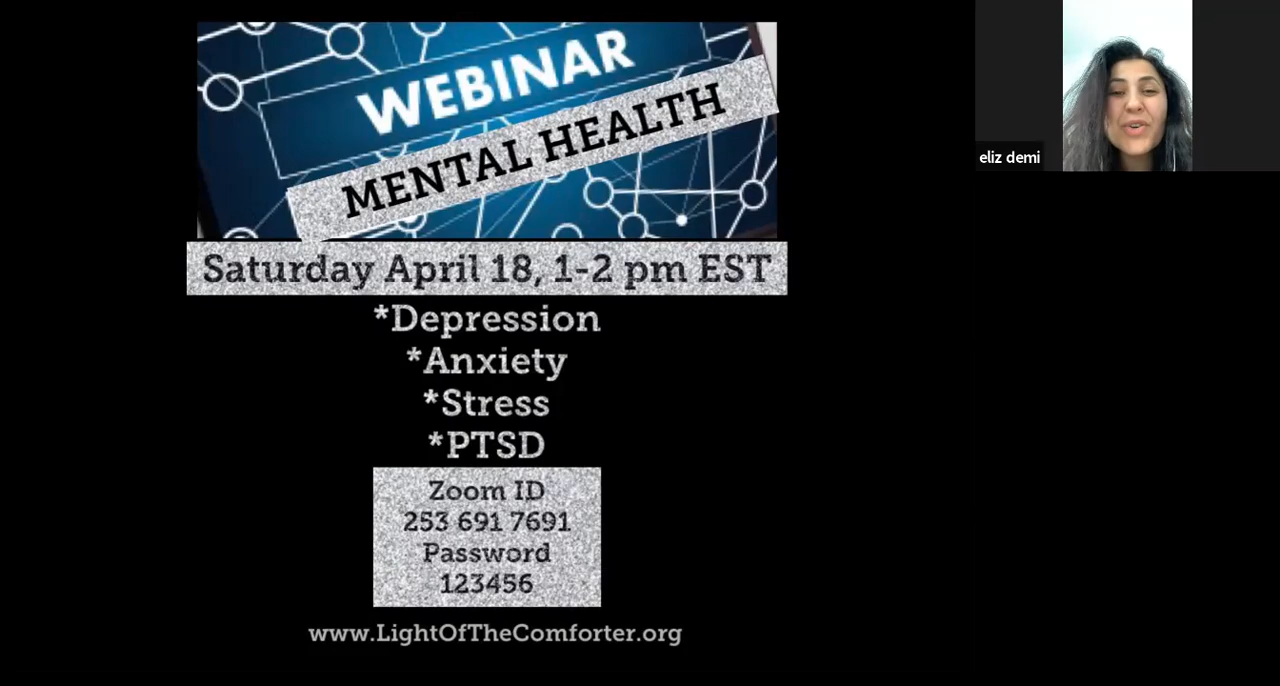 WEBINAR
MENTAL HEALTH
Saturday April 18, 1-2 pm EST
*Depression
*Anxiety
*Stress
*PTSD
Zoom ID
253 691 7691
Password
123456
www.LightOfTheComforter.org
eliz demi